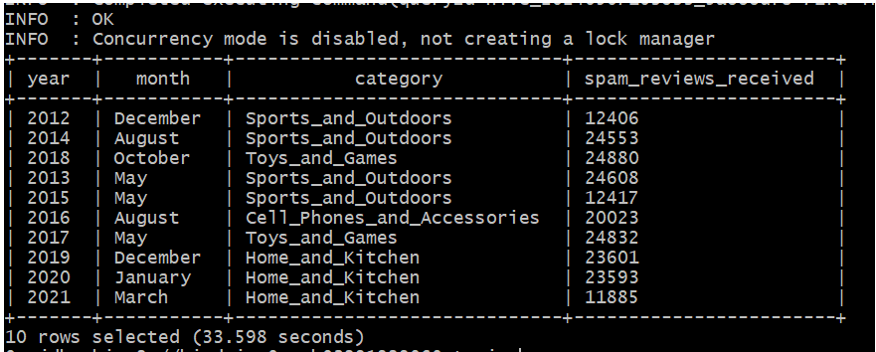 INFO  : OK
INFO  : Concurrency mode is disabled, not creating a lock manager
+-------+-----------+------------------------------+------------------------+
| year | month | category | spam_reviews_received |
+-------+-----------+------------------------------+------------------------+
| 2012 | December | Sports_and_Outdoors | 12406 |
| 2014 | August | Sports_and_Outdoors | 24553 |
| 2018 | October | Toys_and_Games | 24880 |
| 2013 | May | Sports_and_Outdoors | 24608 |
| 2015 | May | Sports_and_Outdoors | 12417 |
| 2016 | August | Cell_Phones_and_Accessories | 20023 |
| 2017 | May | Toys_and_Games | 24832 |
| 2019 | December | Home_and_Kitchen | 23601 |
| 2020 | January | Home_and_Kitchen | 23593 |
| 2021 | March | Home_and_Kitchen | 11885 |
+-------+-----------+------------------------------+------------------------+
10 rows selected (33.598 seconds)